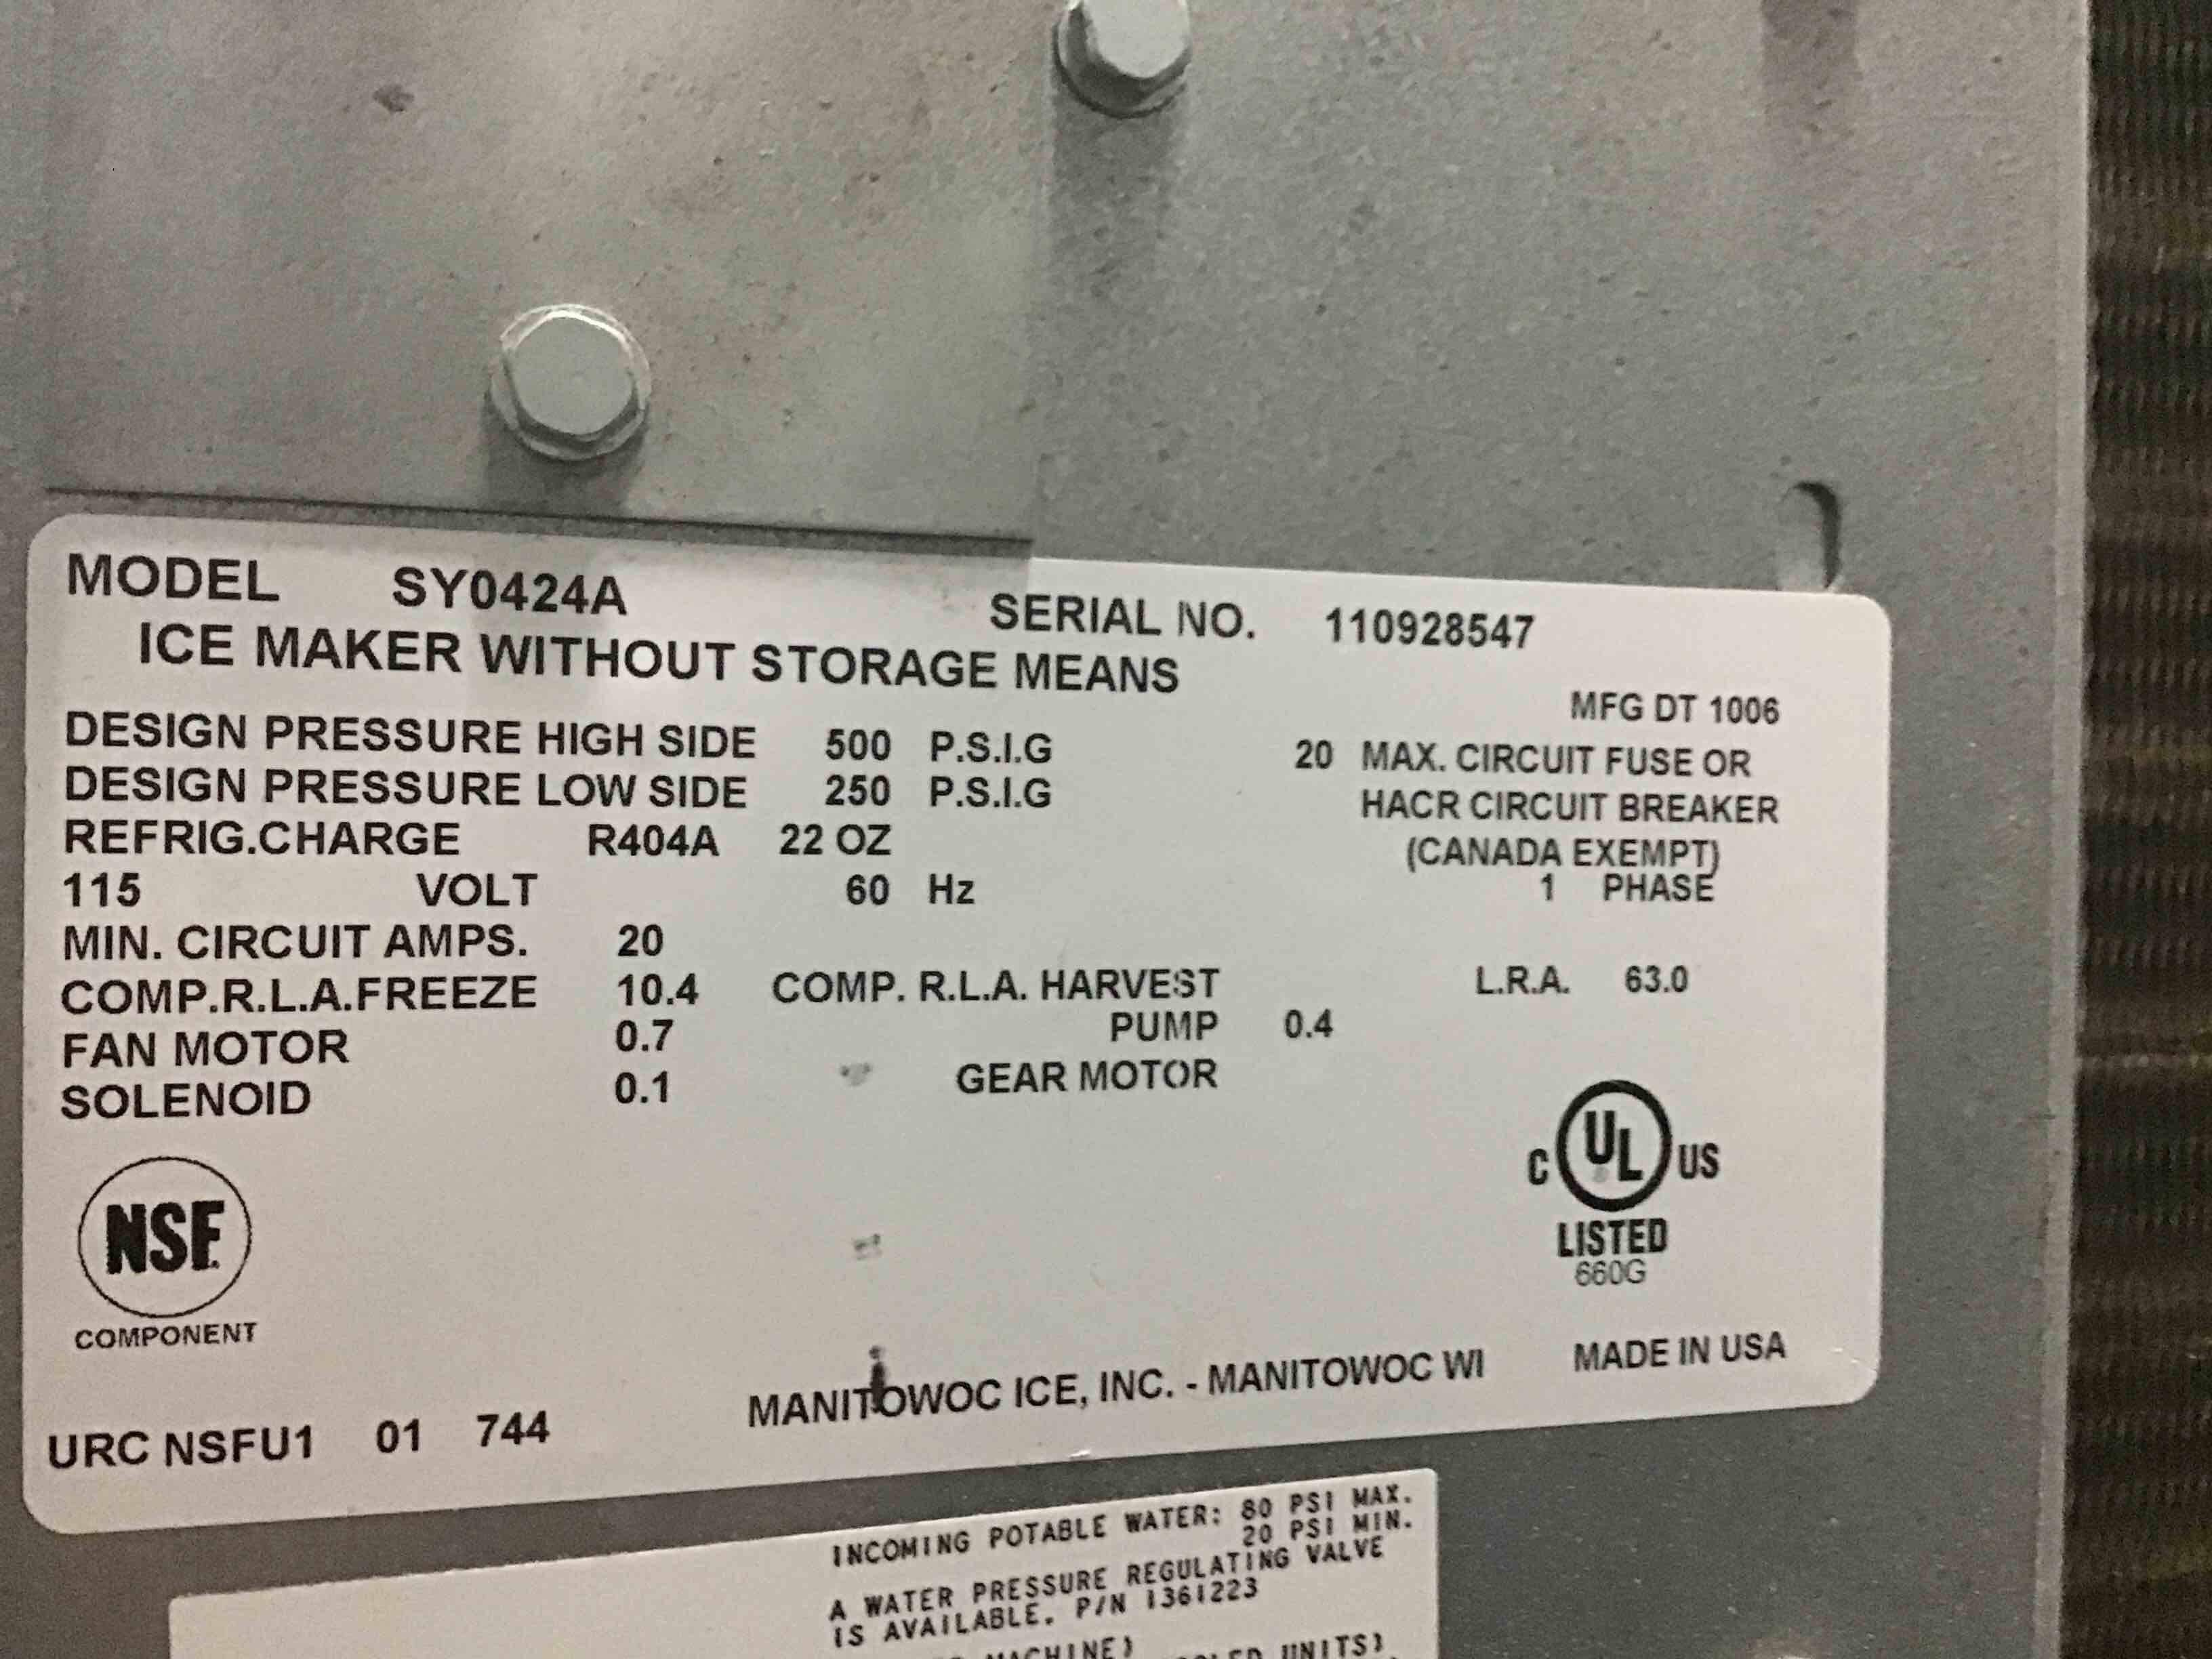 MODEL SY0424A SERIAL NO. 110928547
ICE MAKER WITHOUT STORAGE MEANS
MFG DT 1006
DESIGN PRESSURE HIGH SIDE 500 P.S.I.G 20 MAX. CIRCUIT FUSE OR
DESIGN PRESSURE LOW SIDE 250 P.S.I.G HACR CIRCUIT BREAKER
REFRIG.CHARGE R404A 22 OZ (CANADA EXEMPT)
115 VOLT 60 Hz 1 PHASE
MIN. CIRCUIT AMPS. 20
COMP.R.L.A.FREEZE 10.4 COMP. R.L.A. HARVEST L.R.A. 63.0
FAN MOTOR 0.7 PUMP 0.4
SOLENOID 0.1 GEAR MOTOR
NSF.
COMPONENT
C UL US
LISTED
660G
MANITOWOC ICE, INC. - MANITOWOC WI MADE IN USA
URC NSFU1 01 744
INCOMING POTABLE WATER: 80 PSI MAX.
20 PSI MIN.
A WATER PRESSURE REGULATING VALVE
IS AVAILABLE. P/N 1361223
MACHINE)
UNITS)